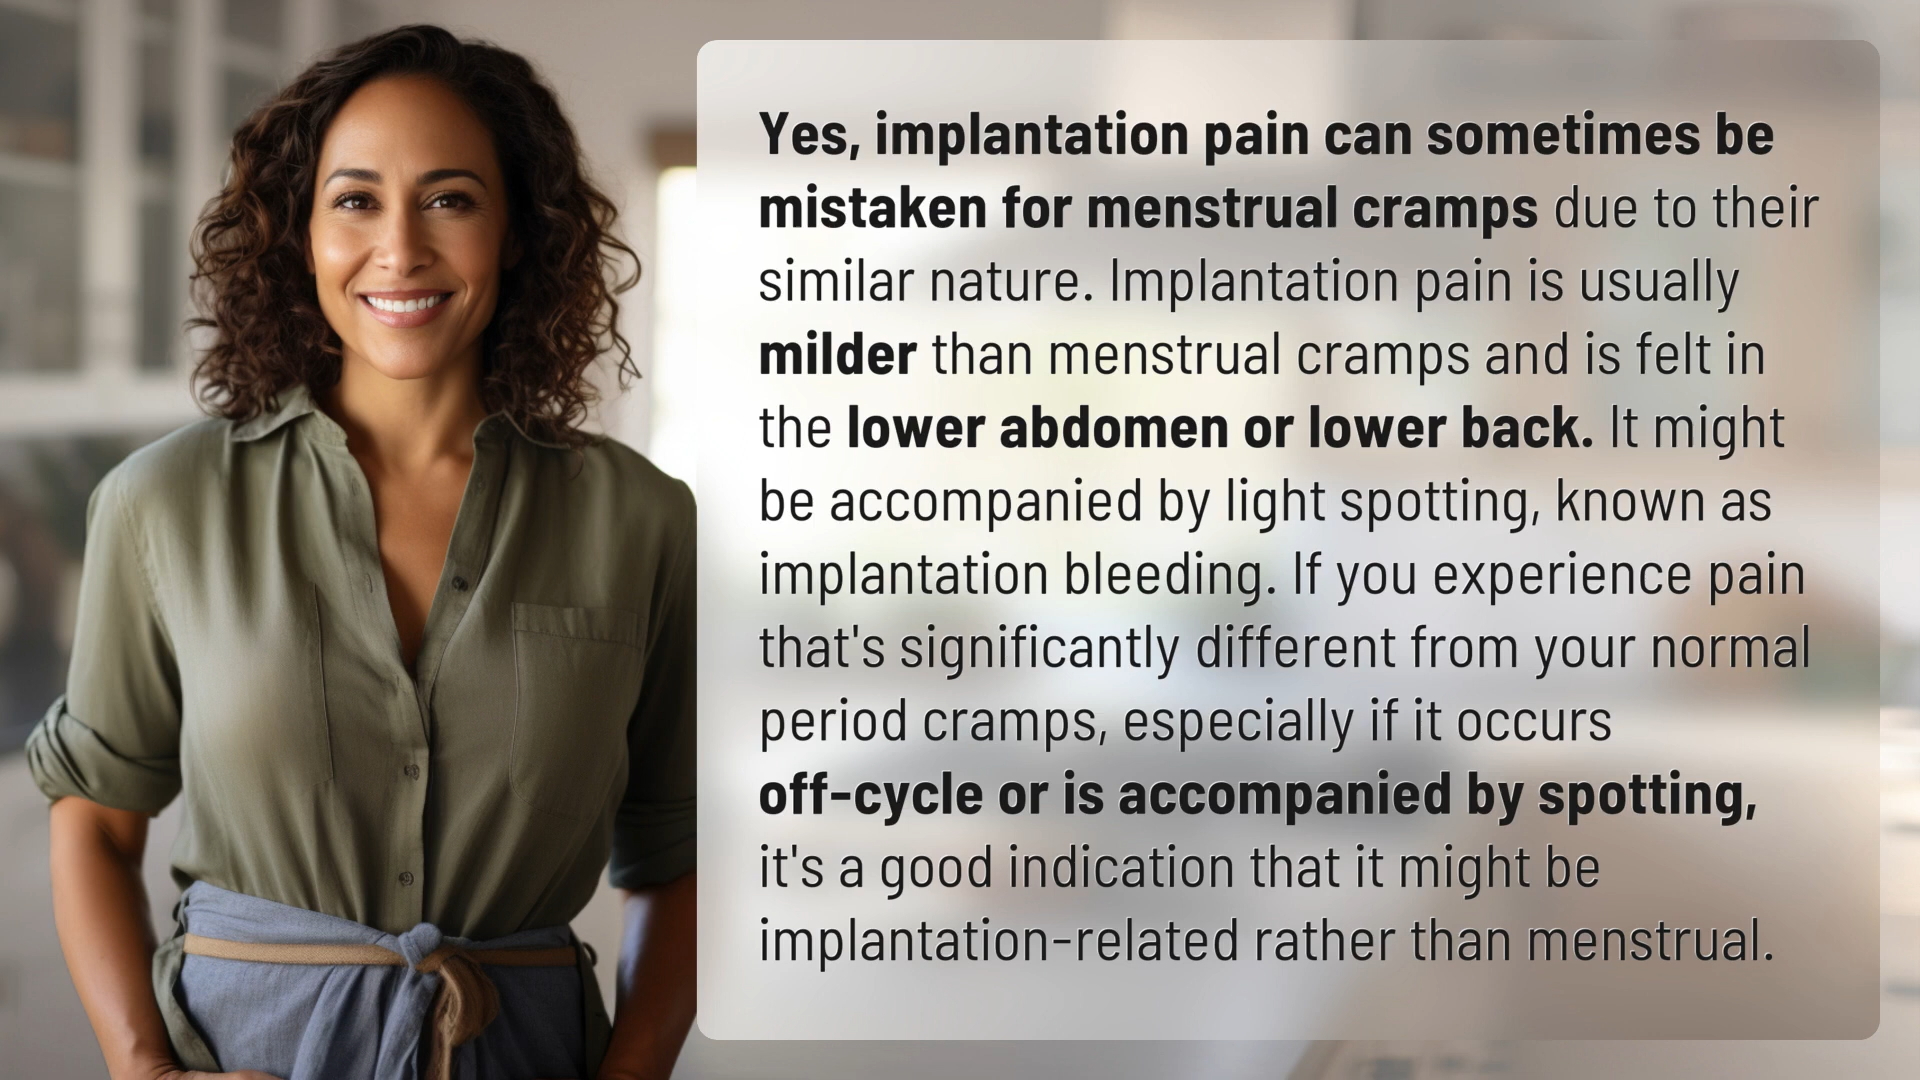 Yes, implantation pain can sometimes be
mistaken for menstrual cramps due to their
similar nature. Implantation pain is usually
milder than menstrual cramps and is felt in
the lower abdomen or lower back. It might
be accompanied by light spotting, known as
implantation bleeding. If you experience pain
that's significantly different from your normal
period cramps, especially if it occurs
off-cycle or is accompanied by spotting,
it's a good indication that it might be
implantation-related rather than menstrual.